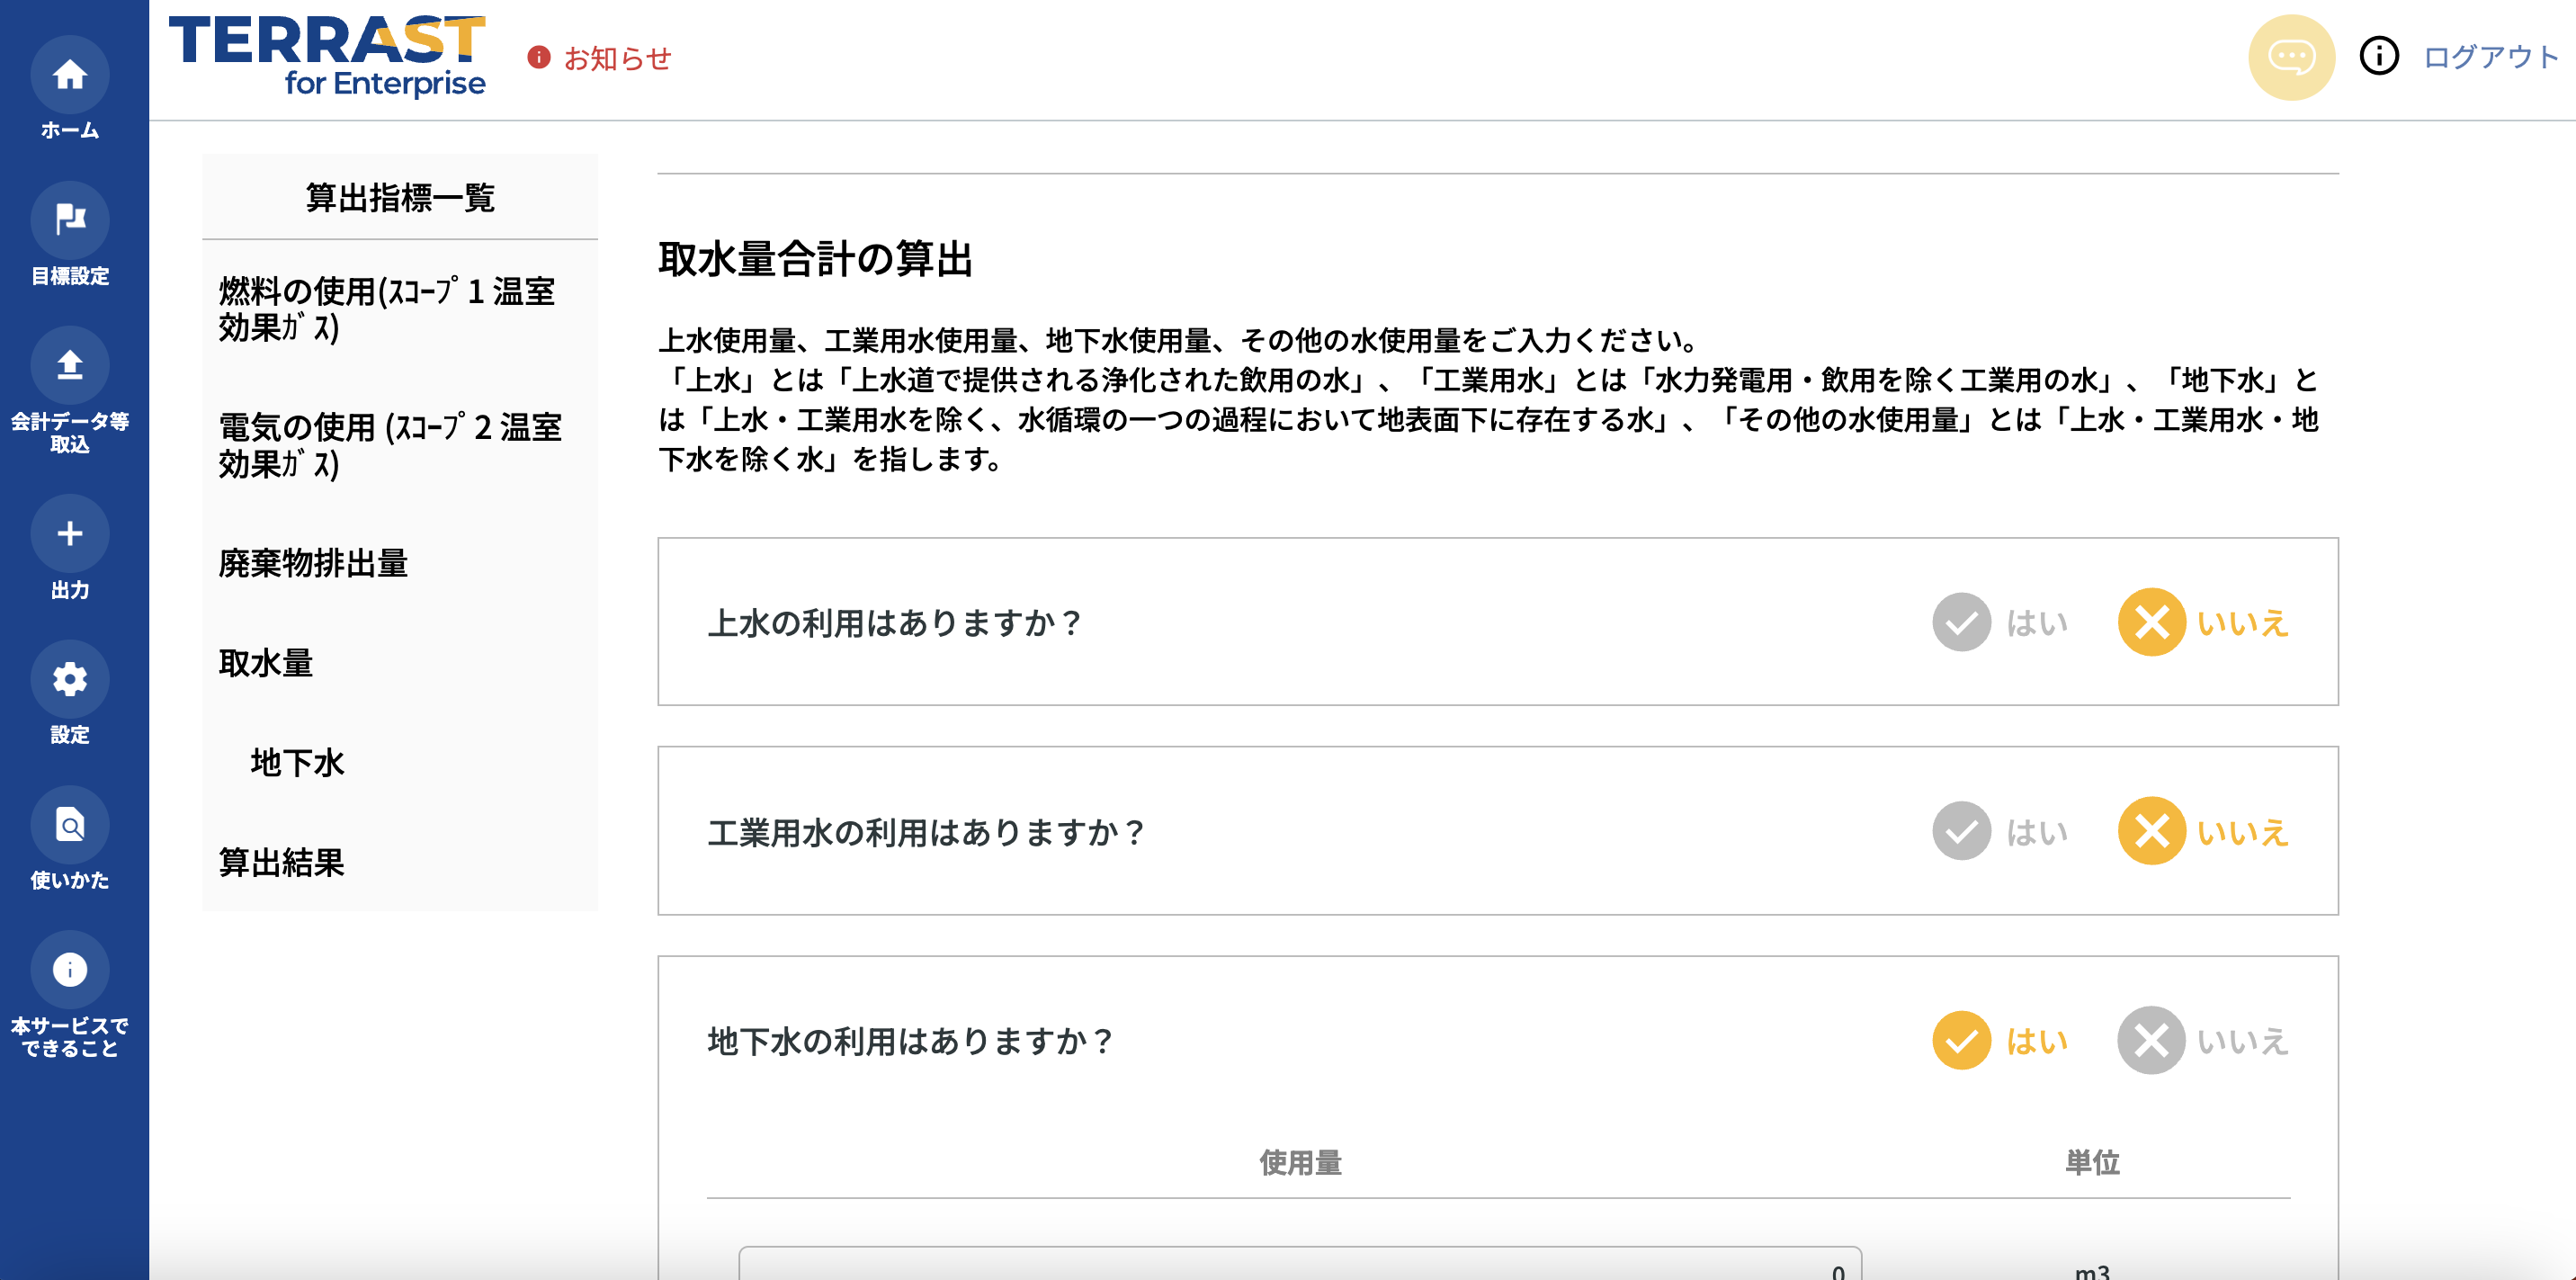 TERRAST
for Enterprise
お知らせ
ログアウト
ホーム
目標設定
会計データ等
取込
出力
設定
使いかた
本サービスで
できること
算出指標一覧
燃料の使用(ｽｺｰﾌﾟ1 温室
効果ｶﾞｽ)
電気の使用 (ｽｺｰﾌﾟ2 温室
効果ｶﾞｽ)
廃棄物排出量
取水量
地下水
算出結果
取水量合計の算出
上水使用量、工業用水使用量、地下水使用量、その他の水使用量をご入力ください。
「上水」とは「上水道で提供される浄化された飲用の水」、「工業用水」とは「水力発電用・飲用を除く工業用の水」、「地下水」と
は「上水・工業用水を除く、水循環の一つの過程において地表面下に存在する水」、「その他の水使用量」とは「上水・工業用水・地
下水を除く水」を指します。
上水の利用はありますか？
はい
いいえ
工業用水の利用はありますか？
はい
いいえ
地下水の利用はありますか？
はい
いいえ
使用量
単位
0
m3